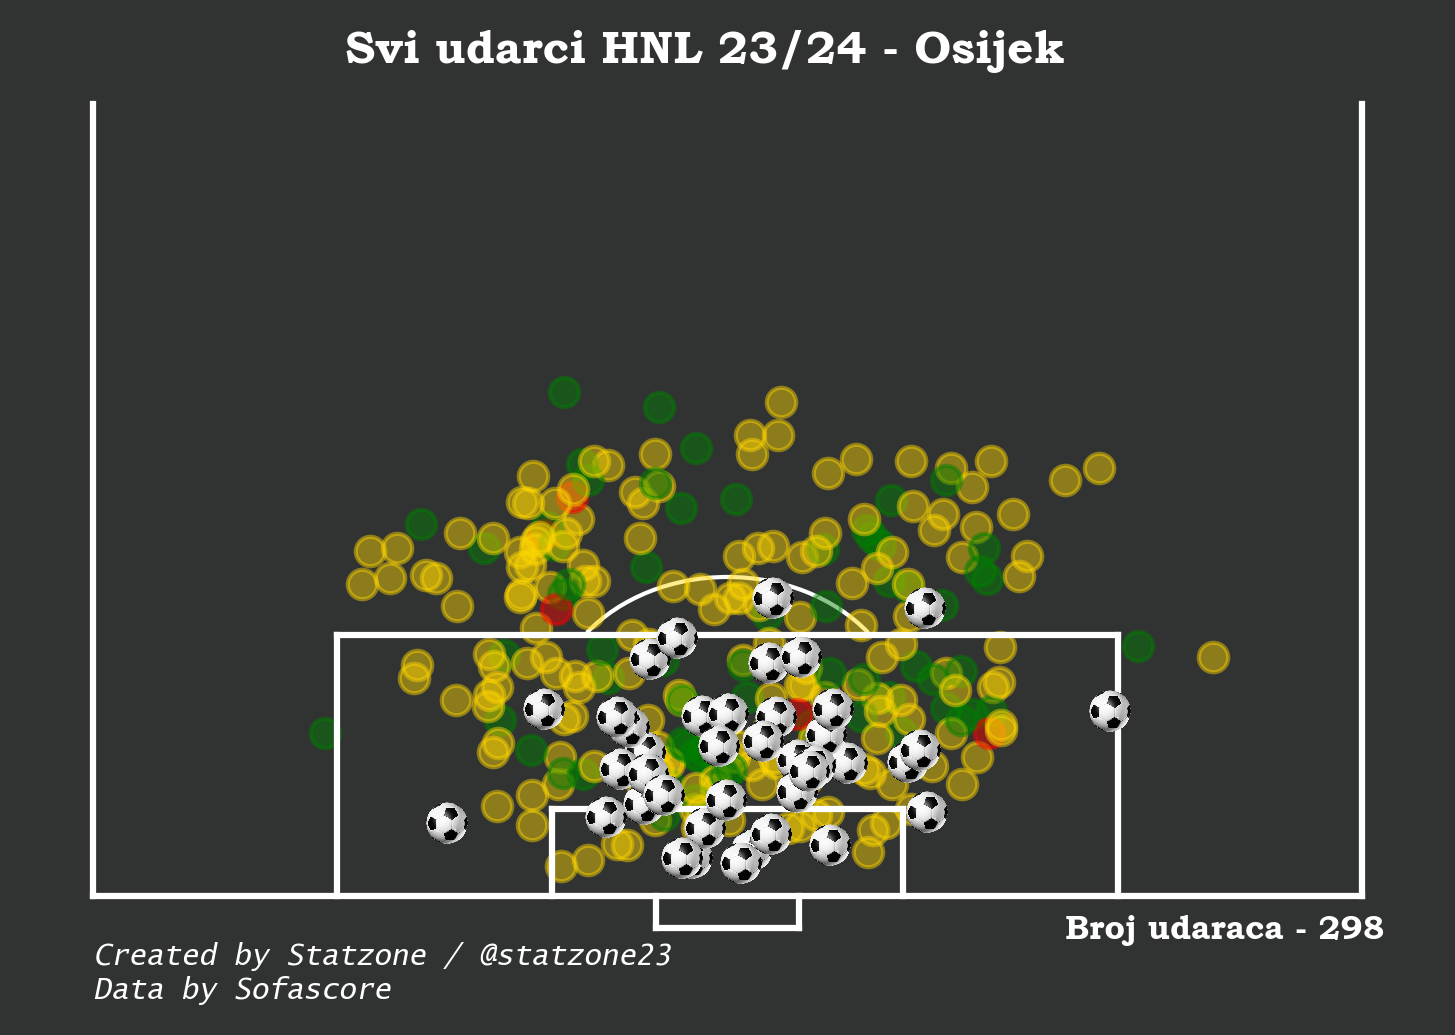 Svi udarci HNL 23/24 - Osijek
Broj udaraca - 298
Created by Statzone / @statzone23
Data by Sofascore